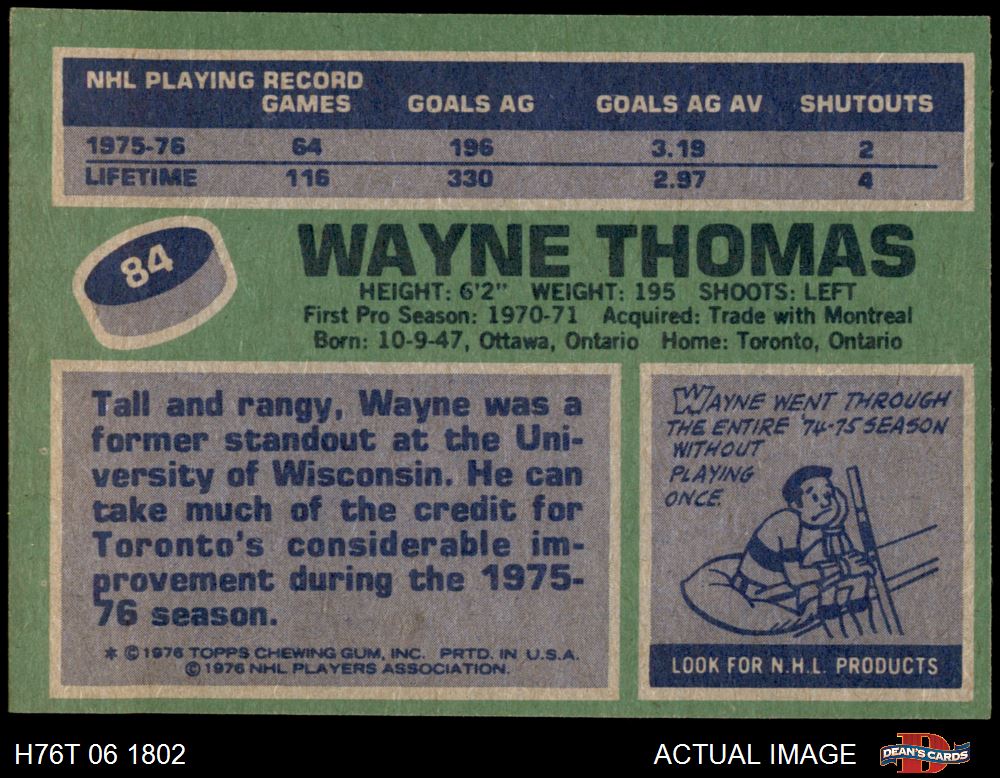 NHL PLAYING RECORD
GAMES GOALS AG GOALS AG AV SHUTOUTS
1975-76 64 196 3.19 2
LIFETIME 116 330 2.97 4
84
WAYNE THOMAS
HEIGHT: 6'2" WEIGHT: 195 SHOOTS: LEFT
First Pro Season: 1970-71 Acquired: Trade with Montreal
Born: 10-9-47, Ottawa, Ontario Home: Toronto, Ontario
Tall and rangy, Wayne was a
former standout at the Uni-
versity of Wisconsin. He can
take much of the credit for
Toronto's considerable im-
provement during the 1975-
76 season.
* © 1976 TOPPS CHEWING GUM, INC. PRTD. IN U.S.A.
© 1976 NHL PLAYERS ASSOCIATION.
WAYNE WENT THROUGH
THE ENTIRE '74-75 SEASON
WITHOUT
PLAYING
ONCE.
LOOK FOR N.H.L. PRODUCTS
H76T 06 1802
ACTUAL IMAGE
DEAN'S CARDS